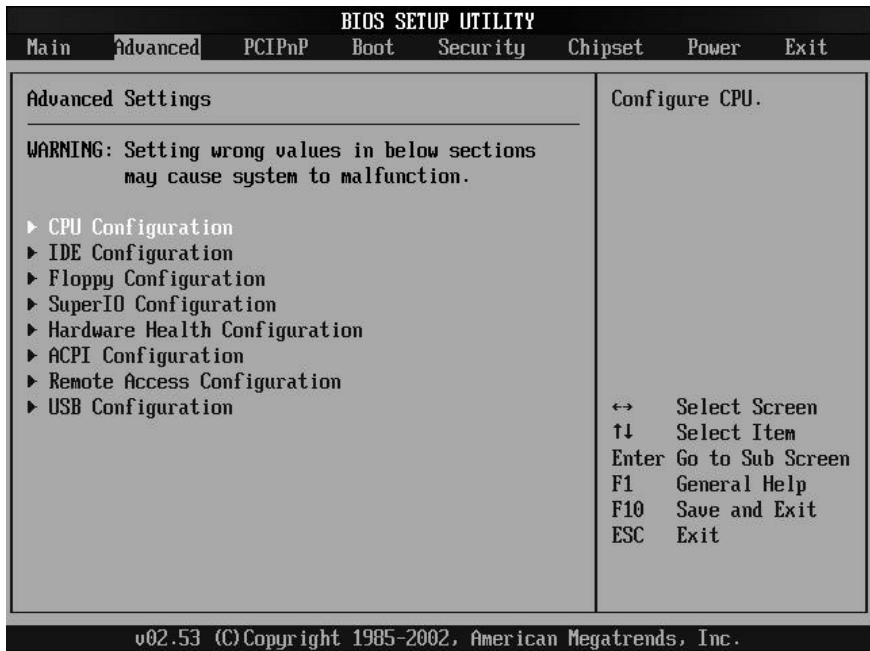 BIOS SETUP UTILITY
Main Advanced PCIPnP Boot Security Chipset Power Exit
Advanced Settings
WARNING: Setting wrong values in below sections
may cause system to malfunction.
▶ CPU Configuration
▶ IDE Configuration
▶ Floppy Configuration
▶ SuperIO Configuration
▶ Hardware Health Configuration
▶ ACPI Configuration
▶ Remote Access Configuration
▶ USB Configuration
Configure CPU.
↔ Select Screen
↑↓ Select Item
Enter Go to Sub Screen
F1 General Help
F10 Save and Exit
ESC Exit
v02.53 (C)Copyright 1985-2002, American Megatrends, Inc.